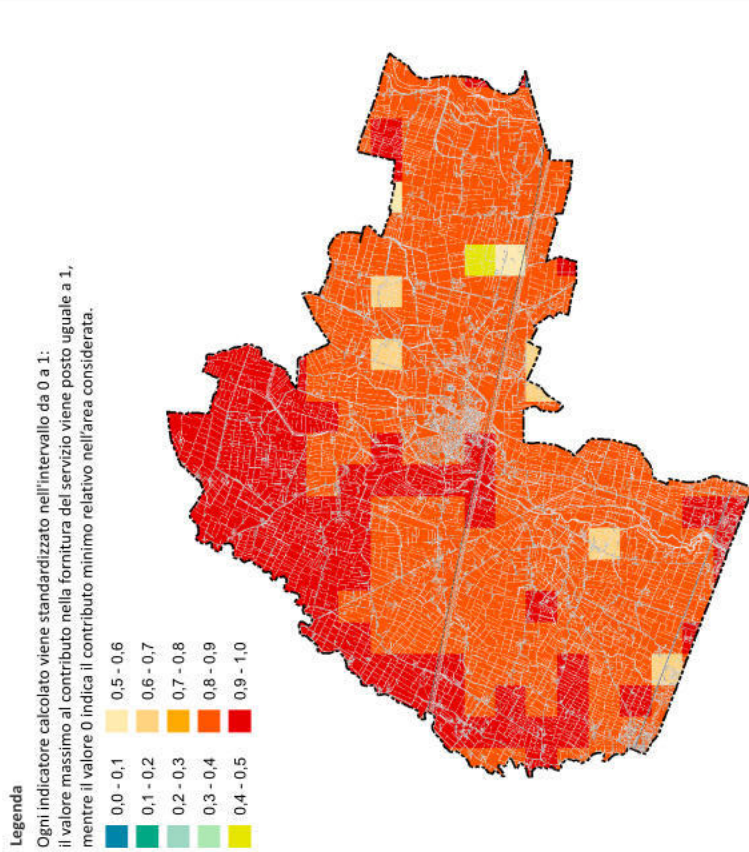 Legenda
Ogni indicatore calcolato viene standardizzato nell'intervallo da 0 a 1:
il valore massimo al contributo nella fornitura del servizio viene posto uguale a 1,
mentre il valore 0 indica il contributo minimo relativo nell'area considerata.
0,0 - 0,1
0,1 - 0,2
0,2 - 0,3
0,3 - 0,4
0,4 - 0,5
0,5 - 0,6
0,6 - 0,7
0,7 - 0,8
0,8 - 0,9
0,9 - 1,0